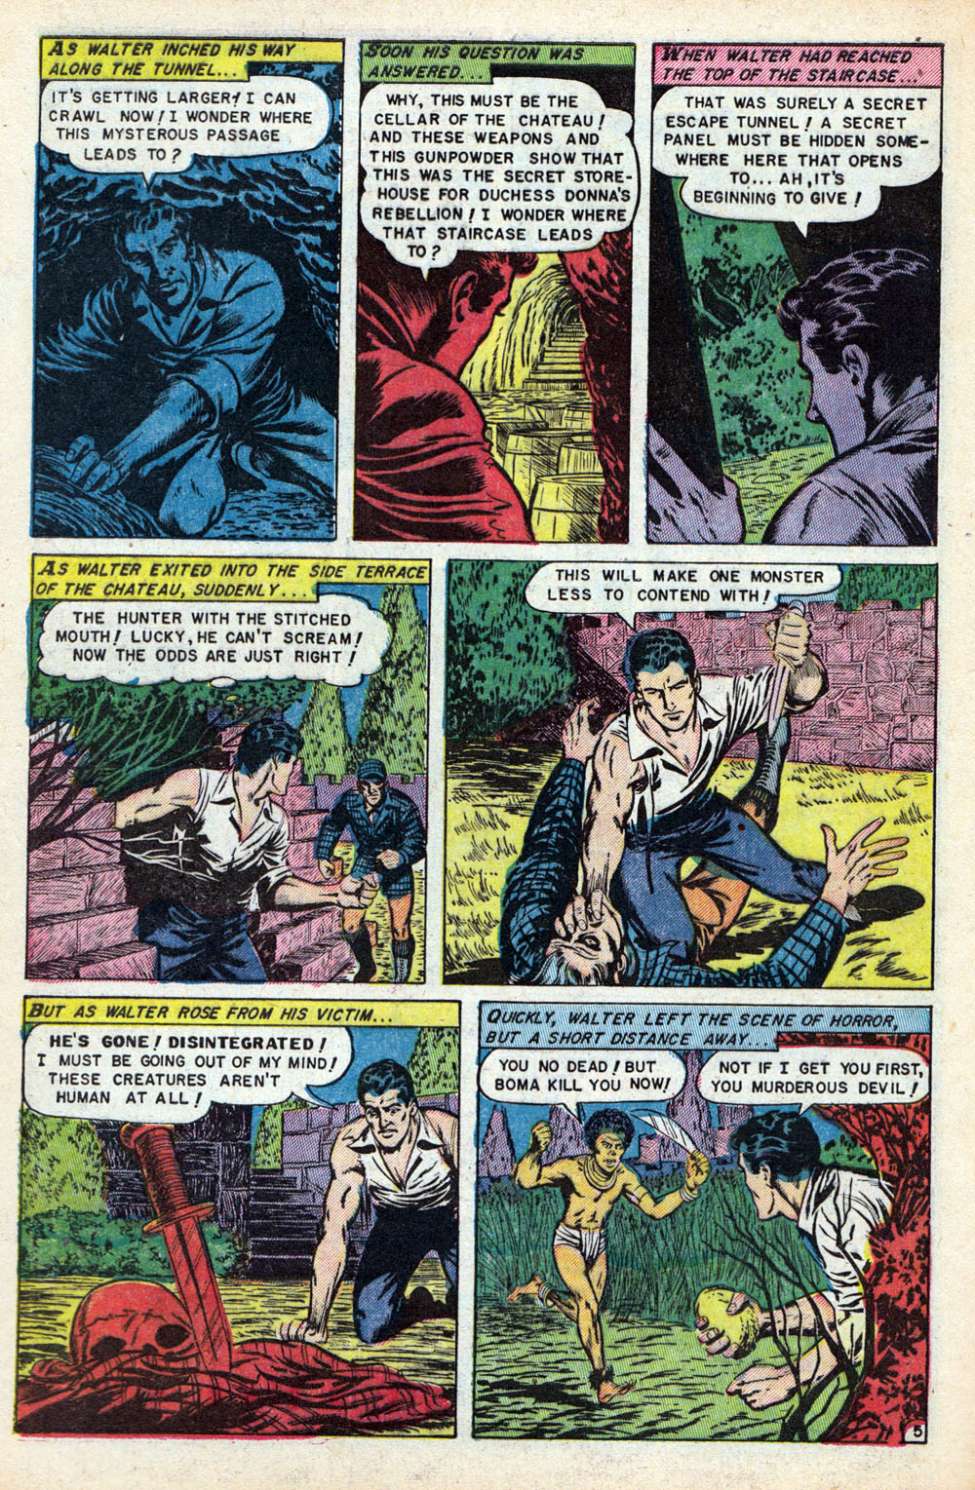 AS WALTER INCHED HIS WAY
ALONG THE TUNNEL...
IT'S GETTING LARGER! I CAN
CRAWL NOW! I WONDER WHERE
THIS MYSTEROUS PASSAGE
LEADS TO?
SOON HIS QUESTION WAS
ANSWERED...
WHY, THIS MUST BE THE
CELLAR OF THE CHATEAU!
AND THESE WEAPONS AND
THIS GUNPOWDER SHOW THAT
THIS WAS THE SECRET STORE-
HOUSE FOR DUCHESS DONNA'S
REBELLION! I WONDER WHERE
THAT STAIRCASE LEADS
TO?
WHEN WALTER HAD REACHED
THE TOP OF THE STAIRCASE...
THAT WAS SURELY A SECRET
ESCAPE TUNNEL! A SECRET
PANEL MUST BE HIDDEN SOME-
WHERE HERE THAT OPENS
TO... AH, IT'S
BEGINNING TO GIVE!
AS WALTER EXITED INTO THE SIDE TERRACE
OF THE CHATEAU, SUDDENLY...
THE HUNTER WITH THE STITCHED
MOUTH! LUCKY, HE CAN'T SCREAM!
NOW THE ODDS ARE JUST RIGHT!
THIS WILL MAKE ONE MONSTER
LESS TO CONTEND WITH!
BUT AS WALTER ROSE FROM HIS VICTIM...
HE'S GONE! DISINTEGRATED!
I MUST BE GOING OUT OF MY MIND!
THESE CREATURES AREN'T
HUMAN AT ALL!
QUICKLY, WALTER LEFT THE SCENE OF HORROR,
BUT A SHORT DISTANCE AWAY...
YOU NO DEAD! BUT
BOMA KILL YOU NOW!
NOT IF I GET YOU FIRST,
YOU MURDEROUS DEVIL!
5